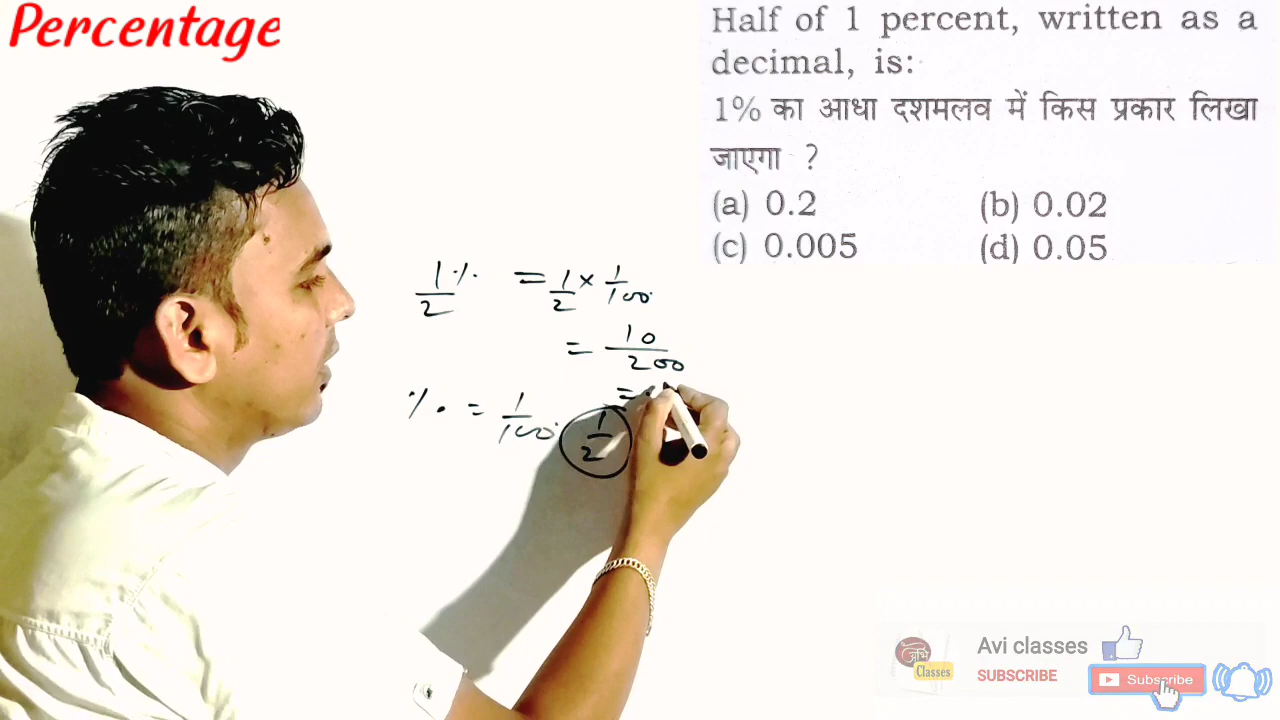 Percentage
Half of 1 percent, written as a
decimal, is:
1% का आधा दशमलव में किस प्रकार लिखा
जाएगा ?
(a) 0.2 (b) 0.02
(c) 0.005 (d) 0.05
1/2 % = 1/2 × 1/100
= 10/200
% = 1/100 1/2 =
Avi classes
SUBSCRIBE
Subscribe
Classes